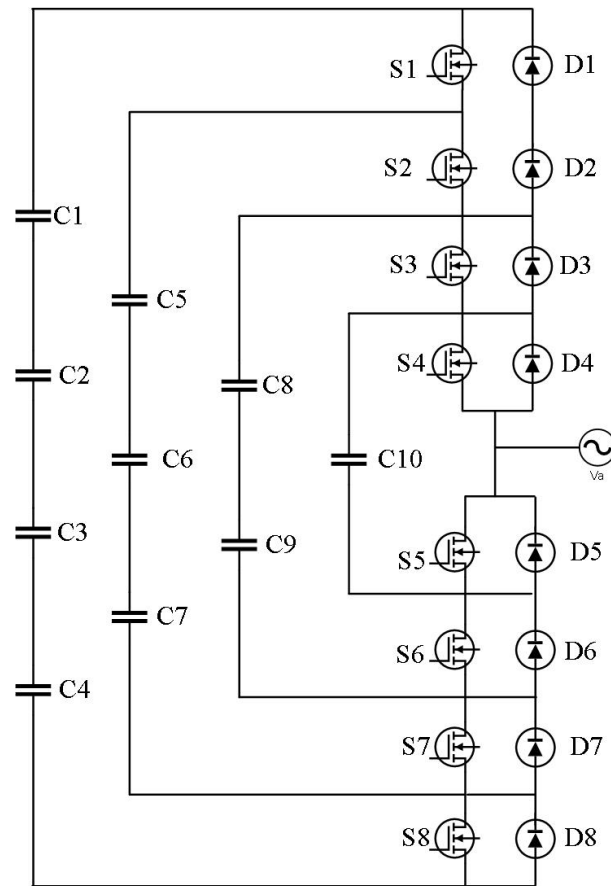 S1 D1
S2 D2
C1
S3 D3
C5
S4 D4
C2 C8
C6 C10
Va
C3 C9
S5 D5
C7
S6 D6
C4
S7 D7
S8 D8